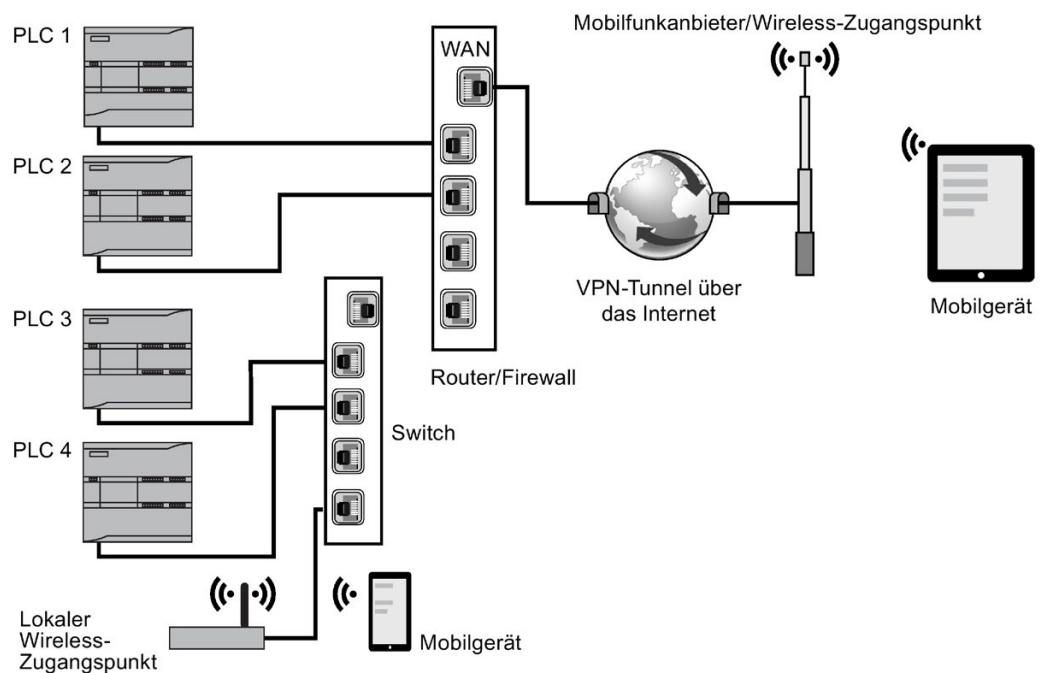 PLC 1
WAN
Mobilfunkanbieter/Wireless-Zugangspunkt
PLC 2
VPN-Tunnel über
das Internet
Mobilgerät
PLC 3
Router/Firewall
Switch
PLC 4
Lokaler
Wireless-
Zugangspunkt
Mobilgerät